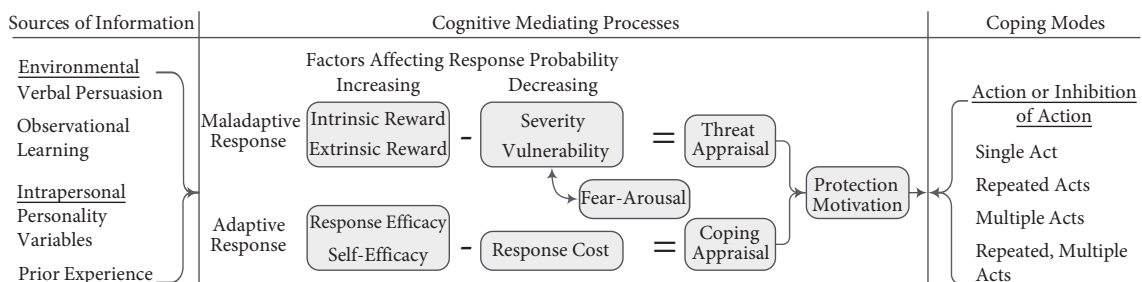 Sources of Information
Cognitive Mediating Processes
Coping Modes
Environmental
Verbal Persuasion
Observational
Learning
Intrapersonal
Personality
Variables
Prior Experience
Factors Affecting Response Probability
Increasing
Decreasing
Maladaptive
Response
Intrinsic Reward
Extrinsic Reward
-
Severity
Vulnerability
=
Threat
Appraisal
Fear-Arousal
Adaptive
Response
Response Efficacy
Self-Efficacy
-
Response Cost
=
Coping
Appraisal
Protection
Motivation
Action or Inhibition
of Action
Single Act
Repeated Acts
Multiple Acts
Repeated, Multiple
Acts